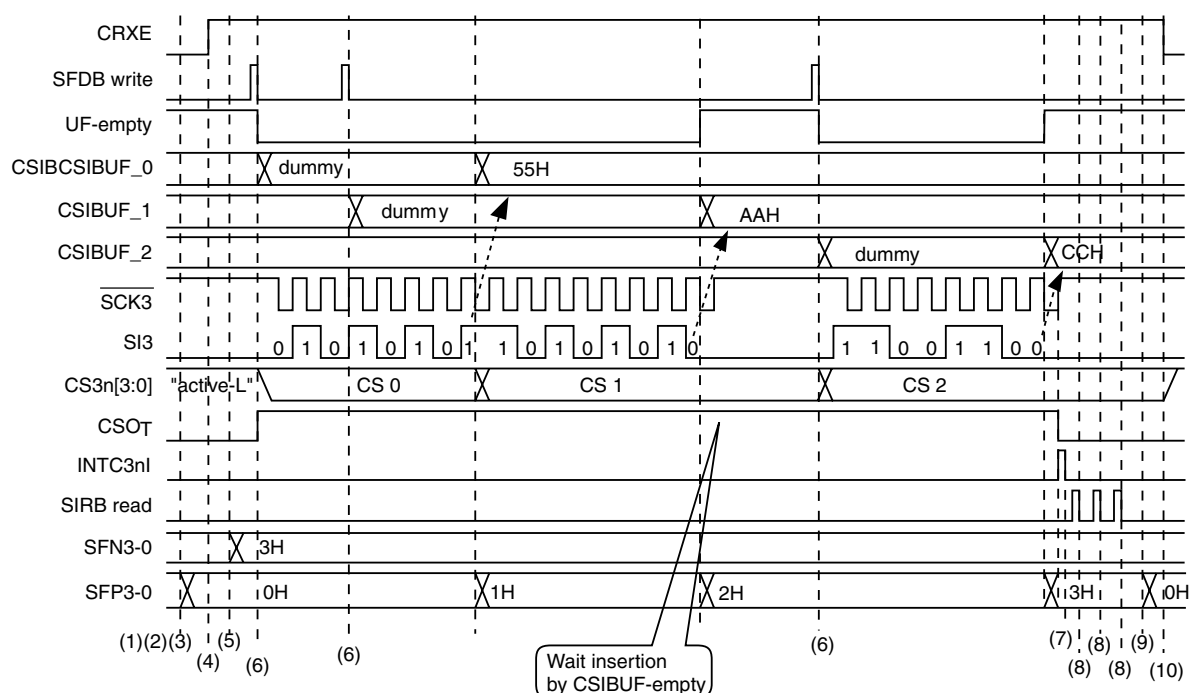 CRXE
SFDB write
UF-empty
CSIBCSIBUF_0 dummy 55H
CSIBUF_1 dummy AAH
CSIBUF_2 dummy CCH
SCK3
SI3 0 1 0 1 0 1 0 1 1 0 1 0 1 0 1 0 1 1 0 0 1 1 0 0
CS3n[3:0] "active-L" CS 0 CS 1 CS 2
CSOT
INTC3nI
SIRB read
SFN3-0 3H
SFP3-0 0H 1H 2H 3H 0H
(1)(2)(3) (5) (6) (6) (7) (8) (9)
(4) (6) (8) (8) (10)
Wait insertion
by CSIBUF-empty